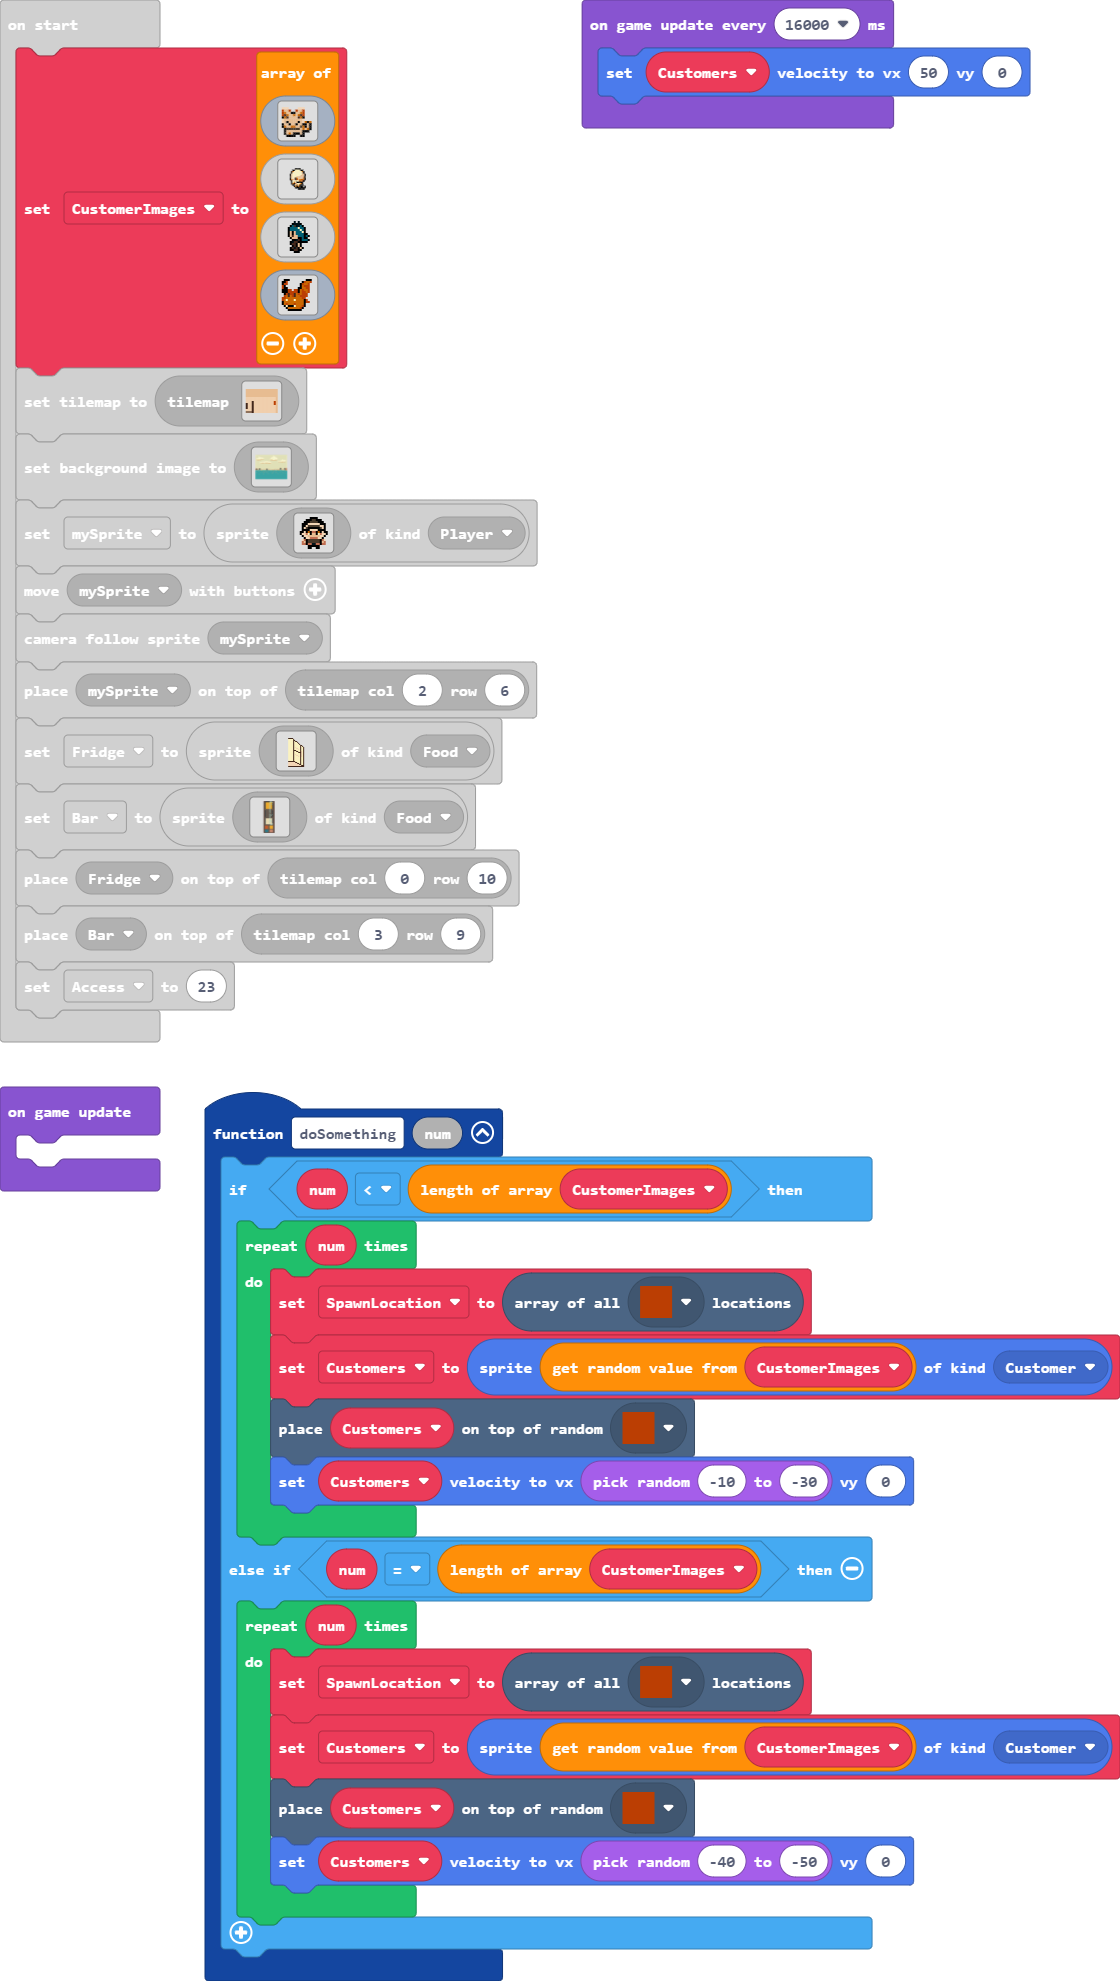 on start
set CustomerImages to array of
set tilemap to tilemap
set background image to
set mySprite to sprite of kind Player
move mySprite with buttons
camera follow sprite mySprite
place mySprite on top of tilemap col 2 row 6
set Fridge to sprite of kind Food
set Bar to sprite of kind Food
place Fridge on top of tilemap col 0 row 10
place Bar on top of tilemap col 3 row 9
set Access to 23
on game update every 16000 ms
set Customers velocity to vx 50 vy 0
on game update
function doSomething num
if num < length of array CustomerImages then
repeat num times
do
set SpawnLocation to array of all locations
set Customers to sprite get random value from CustomerImages of kind Customer
place Customers on top of random
set Customers velocity to vx pick random -10 to -30 vy 0
else if num = length of array CustomerImages then
repeat num times
do
set SpawnLocation to array of all locations
set Customers to sprite get random value from CustomerImages of kind Customer
place Customers on top of random
set Customers velocity to vx pick random -40 to -50 vy 0